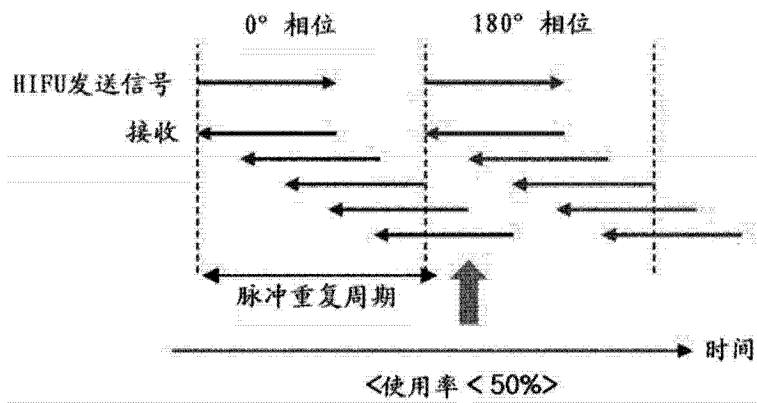 0° 相位
180° 相位
HIFU发送信号
接收
脉冲重复周期
时间
<使用率 < 50%>